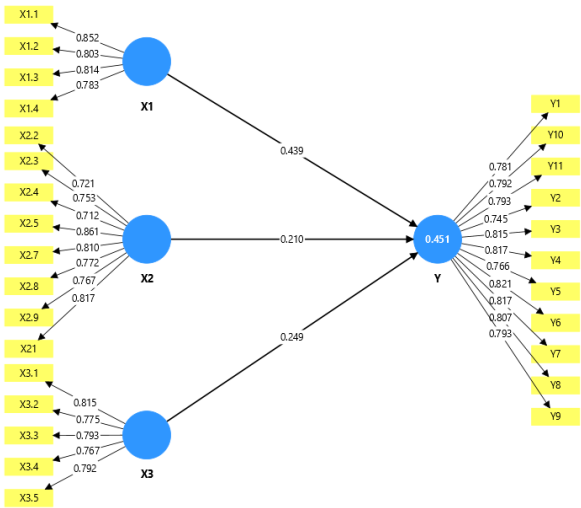 X1.1
X1.2
X1.3
X1.4
0.852
0.803
0.814
0.783
X1
X2.2
X2.3
X2.4
X2.5
X2.7
X2.8
X2.9
X21
0.721
0.753
0.712
0.861
0.810
0.772
0.767
0.817
X2
X3.1
X3.2
X3.3
X3.4
X3.5
0.815
0.775
0.793
0.767
0.792
X3
0.439
0.210
0.249
0.451
Y
0.781
0.792
0.793
0.745
0.815
0.817
0.766
0.821
0.817
0.807
0.793
Y1
Y10
Y11
Y2
Y3
Y4
Y5
Y6
Y7
Y8
Y9